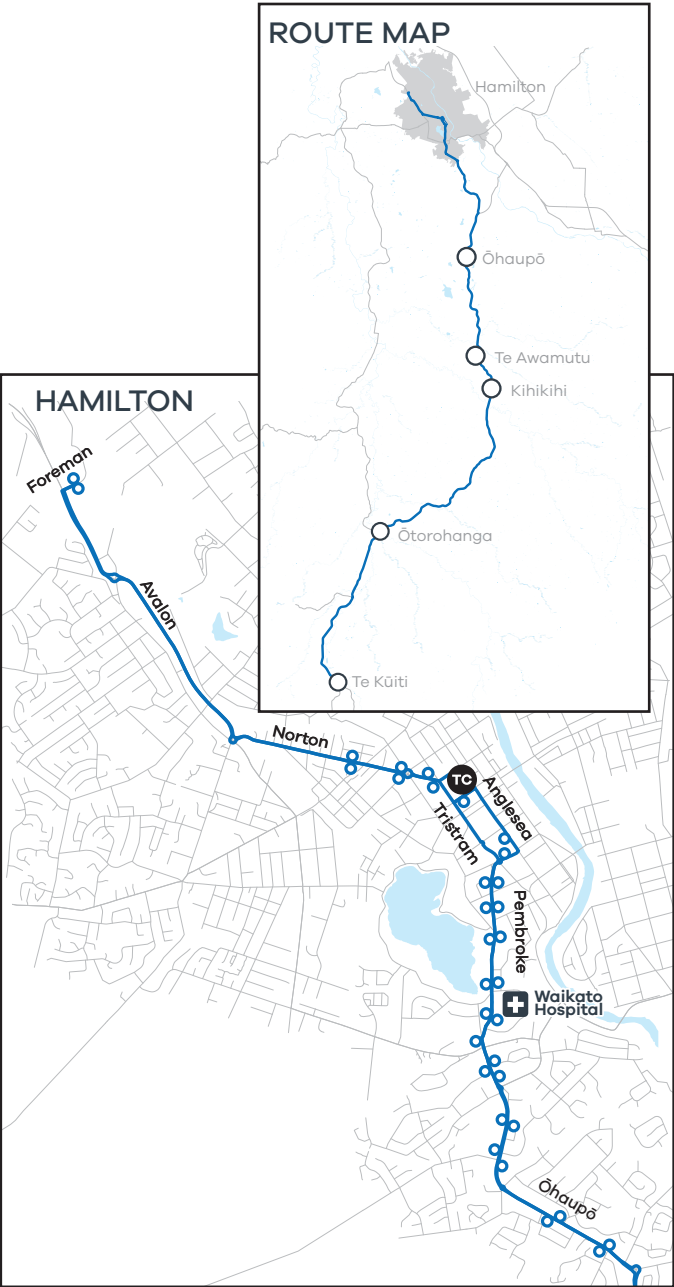 ROUTE MAP
Hamilton
Ōhaupō
Te Awamutu
Kihikihi
Ōtorohanga
Te Kūiti
HAMILTON
Foreman
Avalon
Norton
TC
Anglesea
Tristram
Pembroke
Waikato
Hospital
Ōhaupō